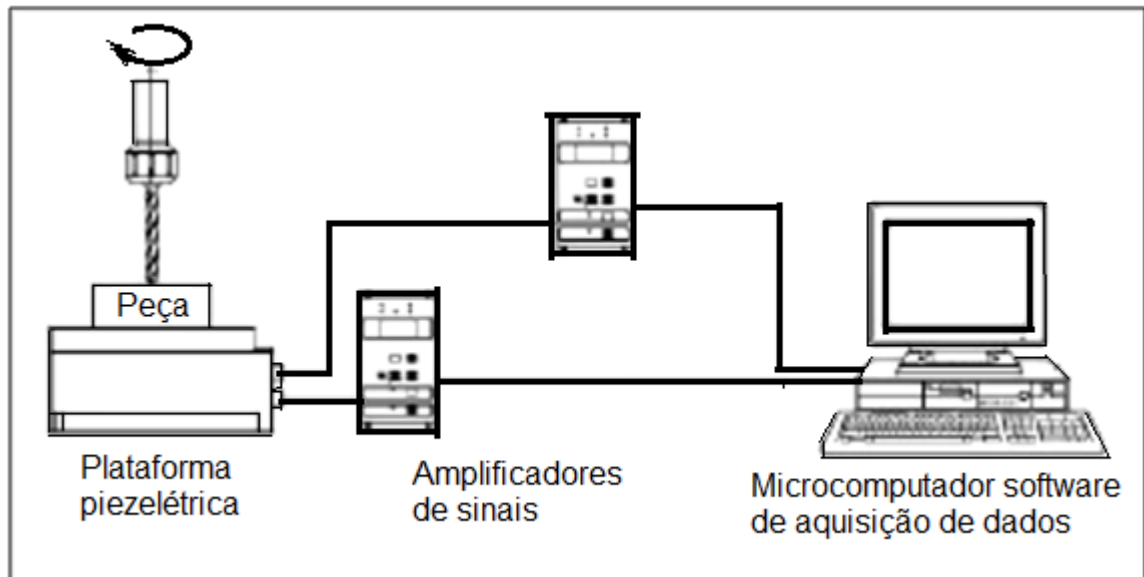 Peça
Plataforma
piezelétrica
Amplificadores
de sinais
Microcomputador software
de aquisição de dados